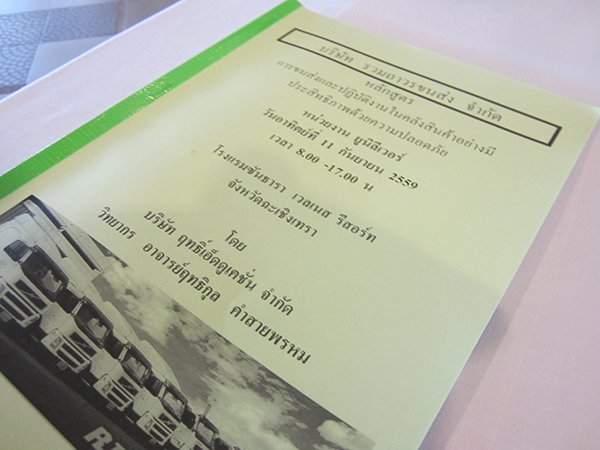 บริษัท รวมถาวรขนส่ง จำกัด
หลักสูตร
การขนส่งและปฏิบัติงานในคลังสินค้าอย่างมี
ประสิทธิภาพด้วยความปลอดภัย
หน่วยงาน ยูนิลีเวอร์
วันอาทิตย์ที่ 11 กันยายน 2559
เวลา 8.00 -17.00 น
โรงแรมซันธารา เวลเนส รีสอร์ท
จังหวัดฉะเชิงเทรา
โดย
บริษัท ฤทธิ์เอ็ดดูเคชั่น จำกัด
วิทยากร อาจารย์ฤทธิกุล คำสายพรหม